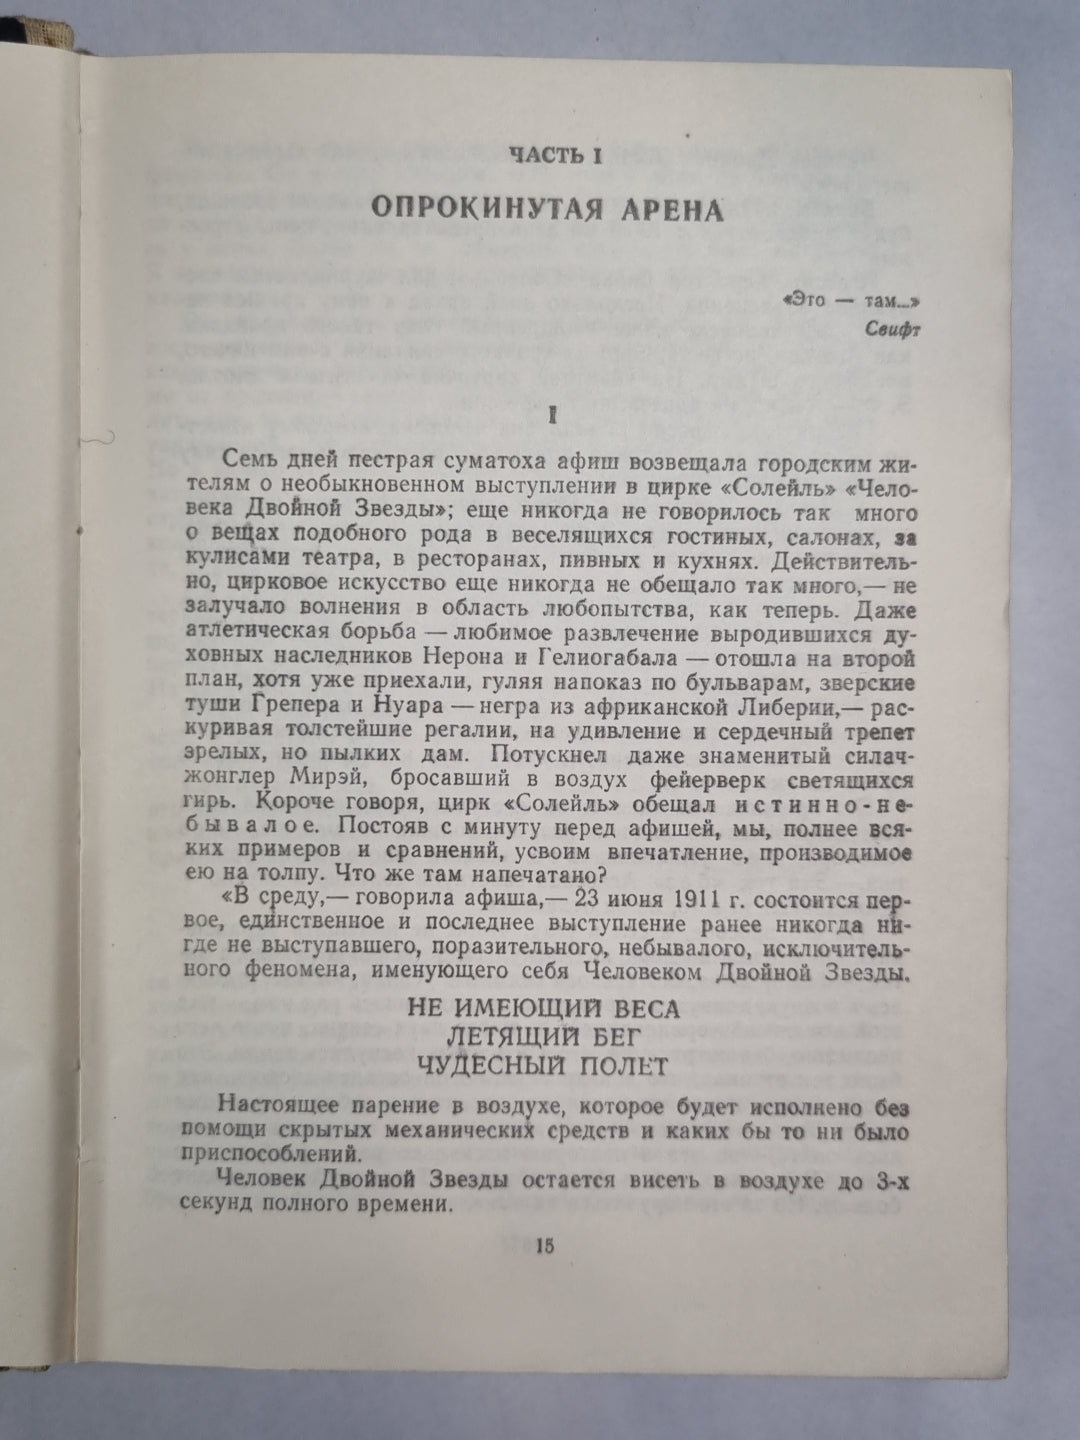 ЧАСТЬ I
ОПРОКИНУТАЯ АРЕНА
«Это — там...»
Свифт
I
Семь дней пестрая суматоха афиш возвещала городским жи-
телям о необыкновенном выступлении в цирке «Солейль» «Чело-
века Двойной Звезды»; еще никогда не говорилось так много
о вещах подобного рода в веселящихся гостиных, салонах, за
кулисами театра, в ресторанах, пивных и кухнях. Действитель-
но, цирковое искусство еще никогда не обещало так много,— не
залучало волнения в область любопытства, как теперь. Даже
атлетическая борьба — любимое развлечение выродившихся ду-
ховных наследников Нерона и Гелиогабала — отошла на второй
план, хотя уже приехали, гуляя напоказ по бульварам, зверские
туши Грепера и Нуара — негра из африканской Либерии,— рас-
куривая толстейшие регалии, на удивление и сердечный трепет
зрелых, но пылких дам. Потускнел даже знаменитый силач-
жонглер Мирэй, бросавший в воздух фейерверк светящихся
гирь. Короче говоря, цирк «Солейль» обещал истинно-не-
бывалое. Постояв с минуту перед афишей, мы, полнее вся-
ких примеров и сравнений, усвоим впечатление, производимое
ею на толпу. Что же там напечатано?
«В среду,— говорила афиша,— 23 июня 1911 г. состоится пер-
вое, единственное и последнее выступление ранее никогда ни-
где не выступавшего, поразительного, небывалого, исключитель-
ного феномена, именующего себя Человеком Двойной Звезды.
НЕ ИМЕЮЩИЙ ВЕСА
ЛЕТЯЩИЙ БЕГ
ЧУДЕСНЫЙ ПОЛЕТ
Настоящее парение в воздухе, которое будет исполнено без
помощи скрытых механических средств и каких бы то ни было
приспособлений.
Человек Двойной Звезды остается висеть в воздухе до 3-х
секунд полного времени.
15